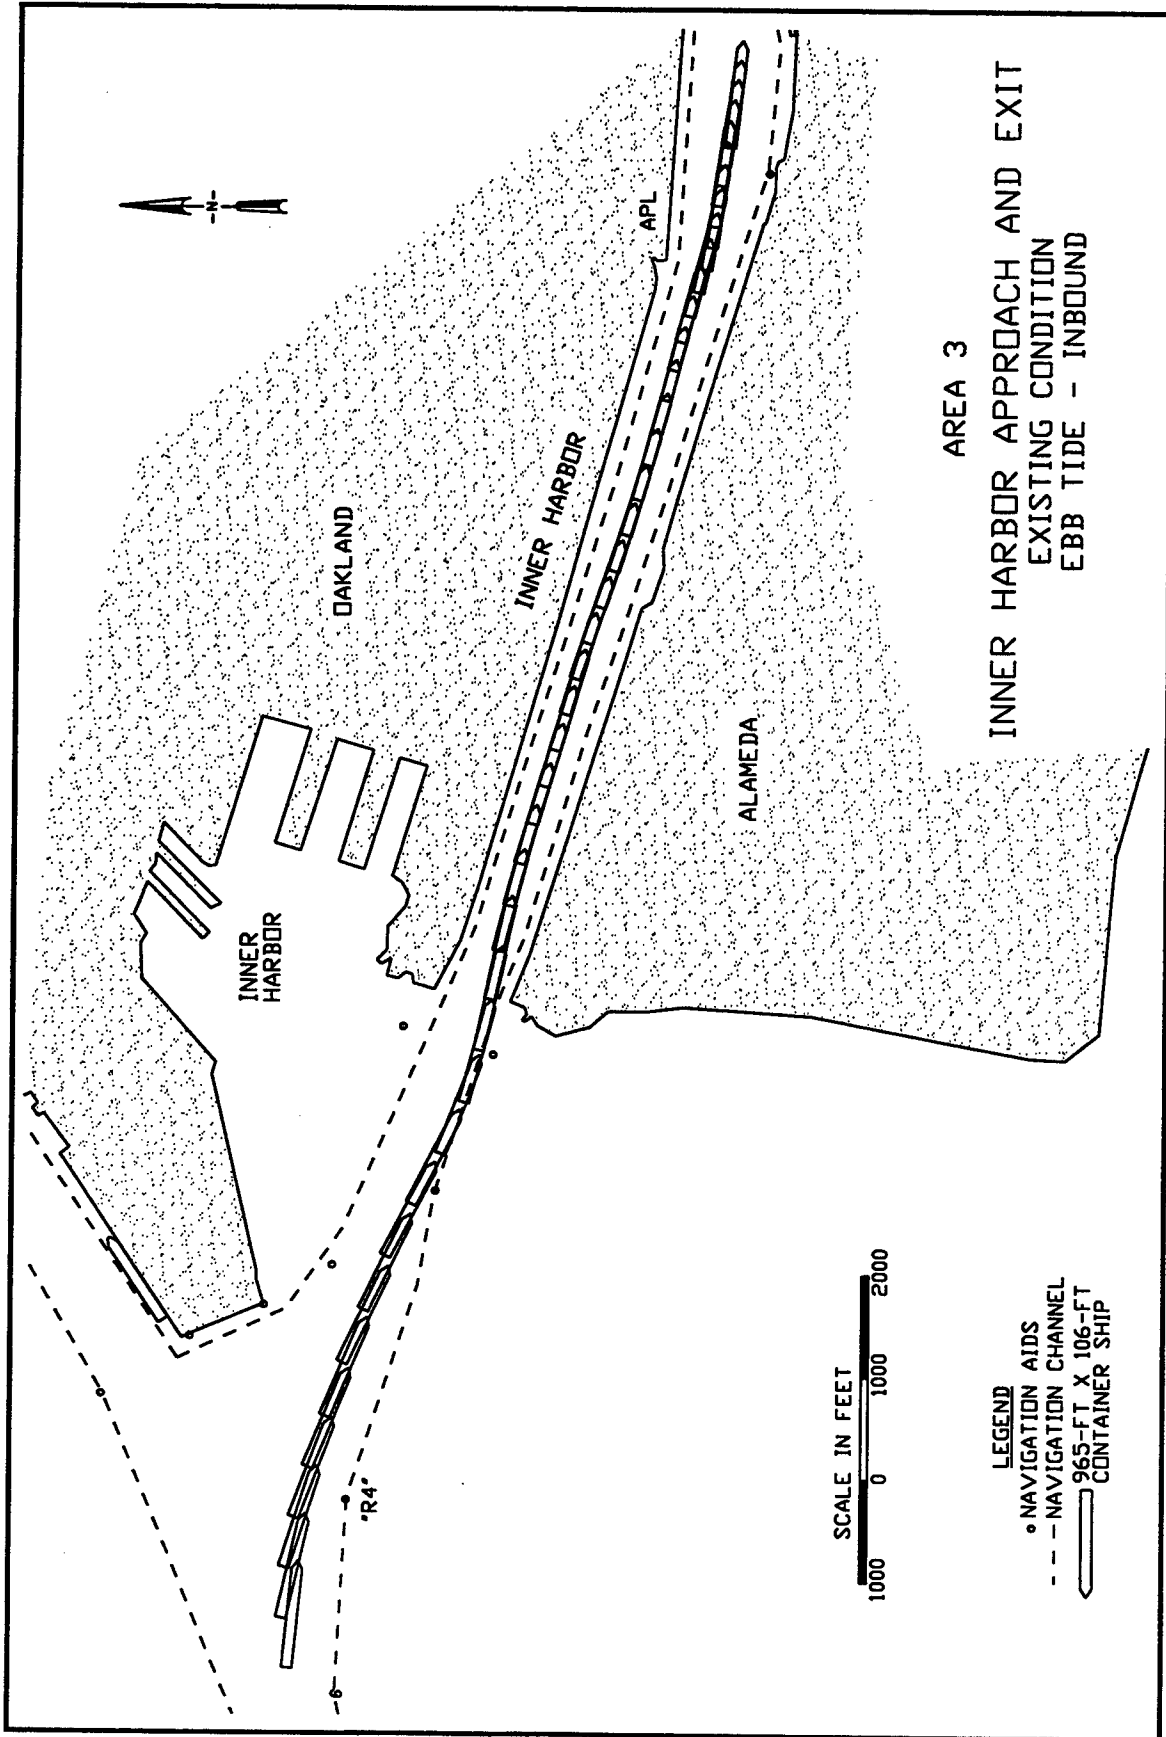 -N-
OAKLAND
INNER
HARBOR
INNER HARBOR
APL
ALAMEDA
"R4"
AREA 3
INNER HARBOR APPROACH AND EXIT
EXISTING CONDITION
EBB TIDE - INBOUND
SCALE IN FEET
1000 0 1000 2000
LEGEND
NAVIGATION AIDS
NAVIGATION CHANNEL
965-FT X 106-FT
CONTAINER SHIP